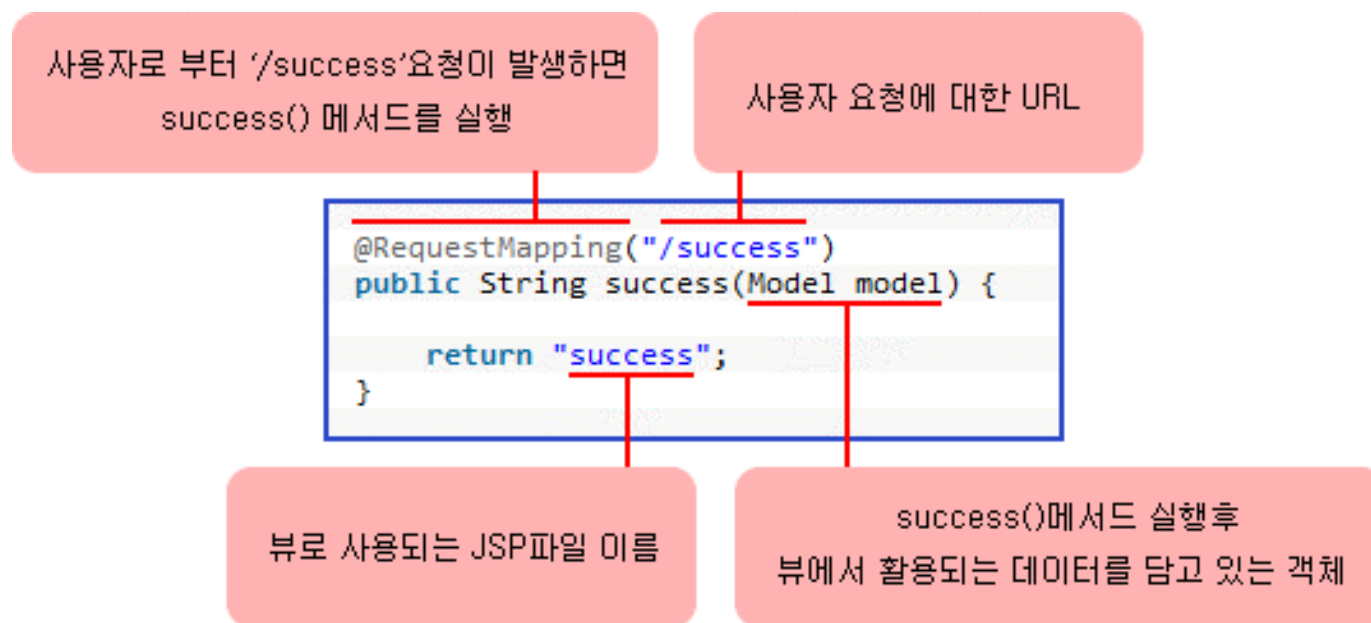 사용자로 부터 '/success'요청이 발생하면
success() 메서드를 실행
사용자 요청에 대한 URL
@RequestMapping("/success")
public String success(Model model) {
return "success";
}
뷰로 사용되는 JSP파일 이름
success()메서드 실행후
뷰에서 활용되는 데이터를 담고 있는 객체